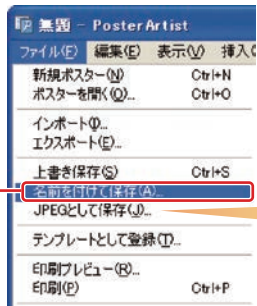 無題 - PosterArtist
ファイル(F) 編集(E) 表示(V) 挿入(
新規ポスター(N) Ctrl+N
ポスターを開く(O)... Ctrl+O
インポート(I)...
エクスポート(E)...
上書き保存(S) Ctrl+S
名前を付けて保存(A)...
JPEGとして保存(J)...
テンプレートとして登録(T)...
印刷プレビュー(R)...
印刷(P) Ctrl+P